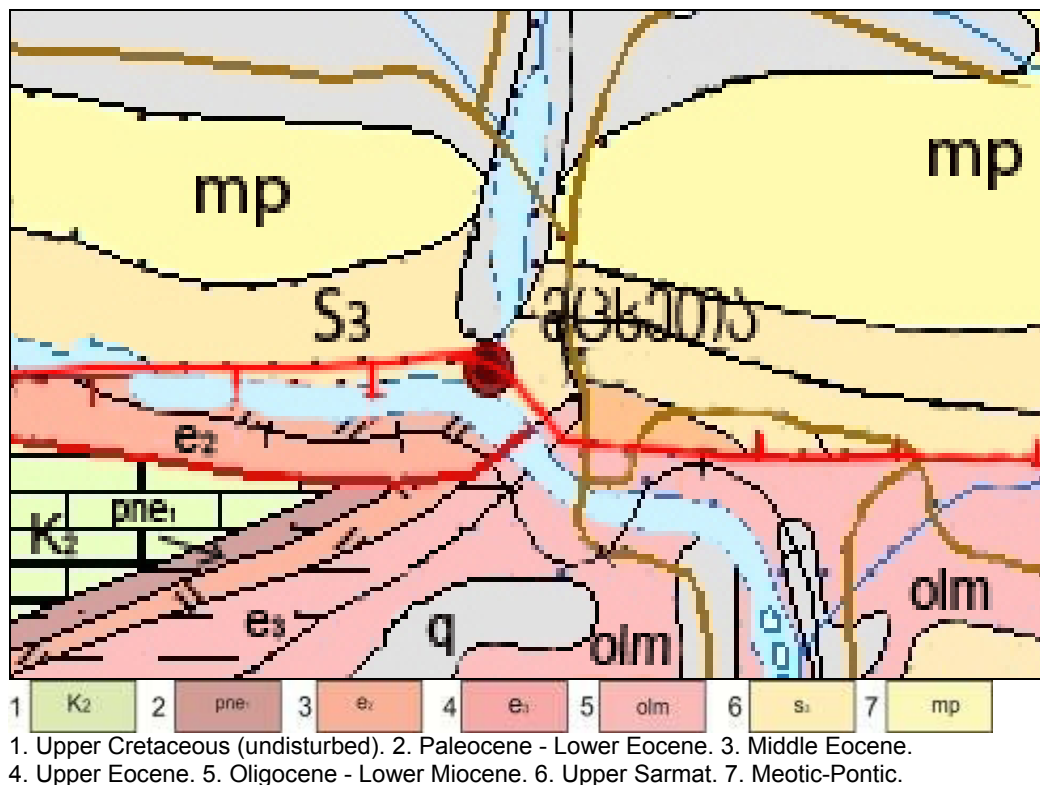 mp
mp
S3
e2
pne1
K2
olm
e3
q
olm
1 K2 2 pne1 3 e2 4 e3 5 olm 6 s3 7 mp
1. Upper Cretaceous (undisturbed). 2. Paleocene - Lower Eocene. 3. Middle Eocene.
4. Upper Eocene. 5. Oligocene - Lower Miocene. 6. Upper Sarmat. 7. Meotic-Pontic.